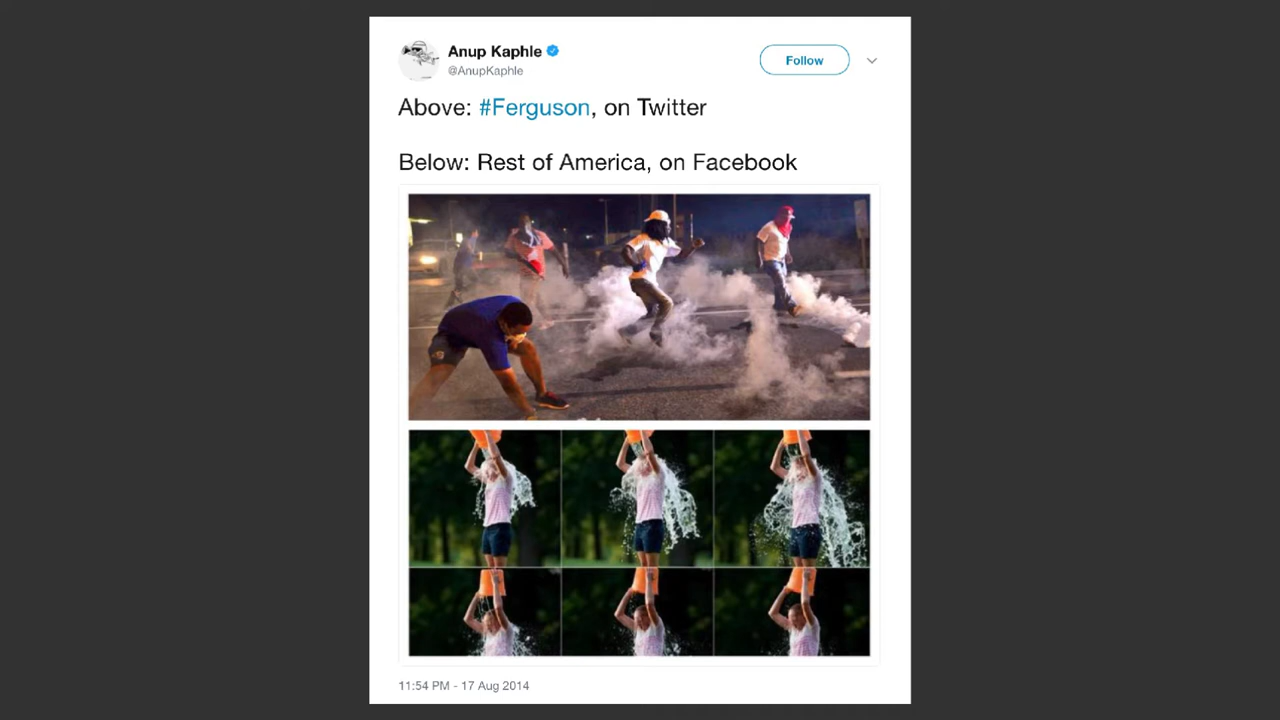 Anup Kaphle
@AnupKaphle
Follow
Above: #Ferguson, on Twitter
Below: Rest of America, on Facebook
11:54 PM - 17 Aug 2014